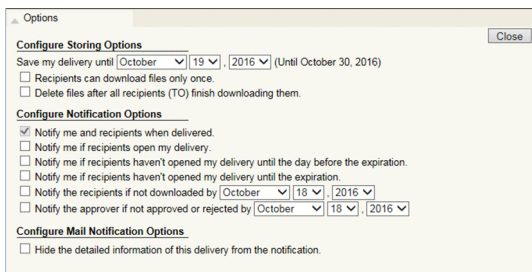 Options
Close
Configure Storing Options
Save my delivery until October 19 , 2016 (Until October 30, 2016)
Recipients can download files only once.
Delete files after all recipients (TO) finish downloading them.
Configure Notification Options
Notify me and recipients when delivered.
Notify me if recipients open my delivery.
Notify me if recipients haven't opened my delivery until the day before the expiration.
Notify me if recipients haven't opened my delivery until the expiration.
Notify the recipients if not downloaded by October 18 , 2016
Notify the approver if not approved or rejected by October 18 , 2016
Configure Mail Notification Options
Hide the detailed information of this delivery from the notification.